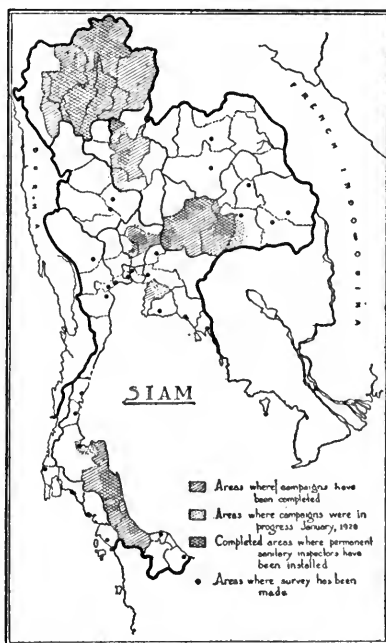 FRENCH INDO-CHINA
BURMA
SIAM
Areas where campaigns have
been completed
Areas where campaigns were in
progress January, 1928
Completed areas where permanent
sanitary inspectors have
been installed
Areas where survey has been
made